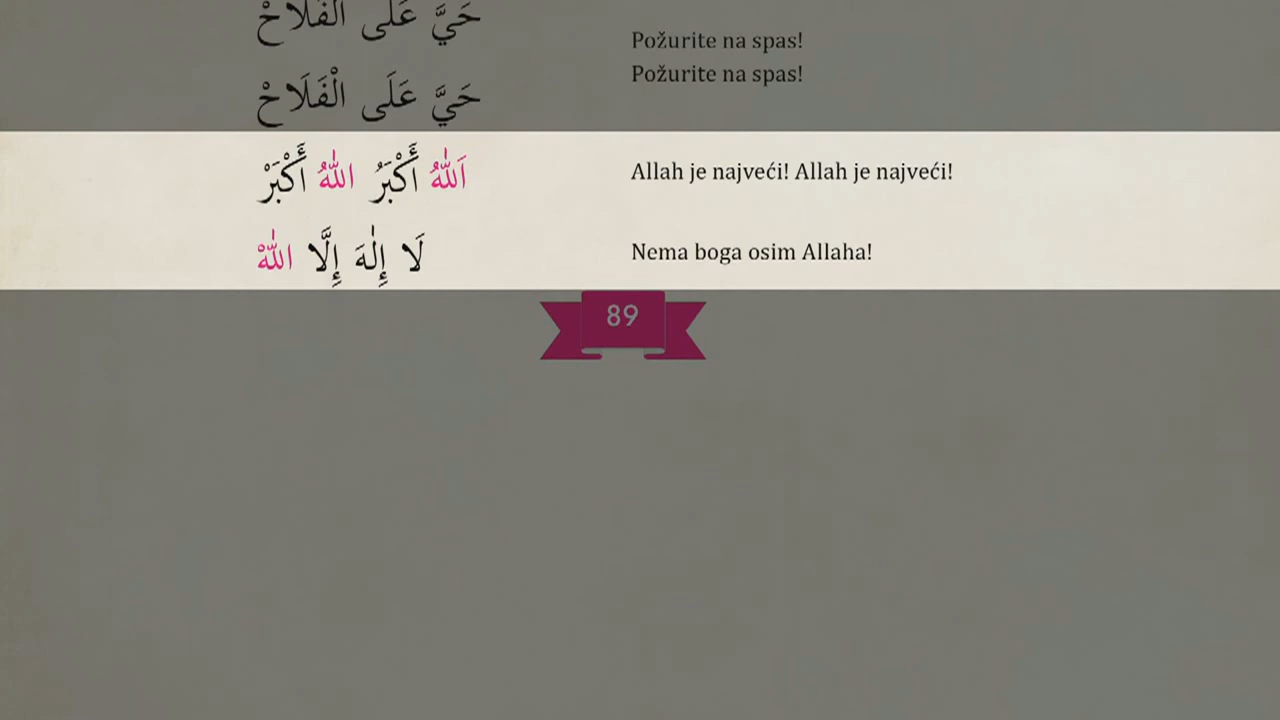 حَيَّ عَلَى الْفَلَاحْ
Požurite na spas!
حَيَّ عَلَى الْفَلَاحْ
Požurite na spas!
اَللّٰهُ أَكْبَرُ اللّٰهُ أَكْبَرْ
Allah je najveći! Allah je najveći!
لَا إِلٰهَ إِلَّا اللّٰهْ
Nema boga osim Allaha!
89